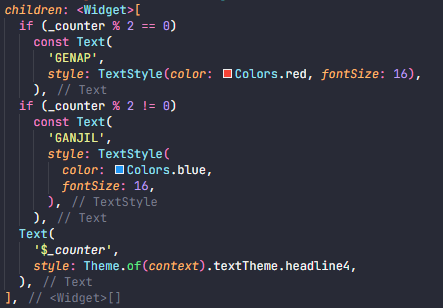 children: <Widget>[
  if (_counter % 2 == 0)
    const Text(
      'GENAP',
      style: TextStyle(color: Colors.red, fontSize: 16),
    ), // Text
  if (_counter % 2 != 0)
    const Text(
      'GANJIL',
      style: TextStyle(
        color: Colors.blue,
        fontSize: 16,
      ), // TextStyle
    ), // Text
  Text(
    '$_counter',
    style: Theme.of(context).textTheme.headline4,
  ), // Text
], // <Widget>[]